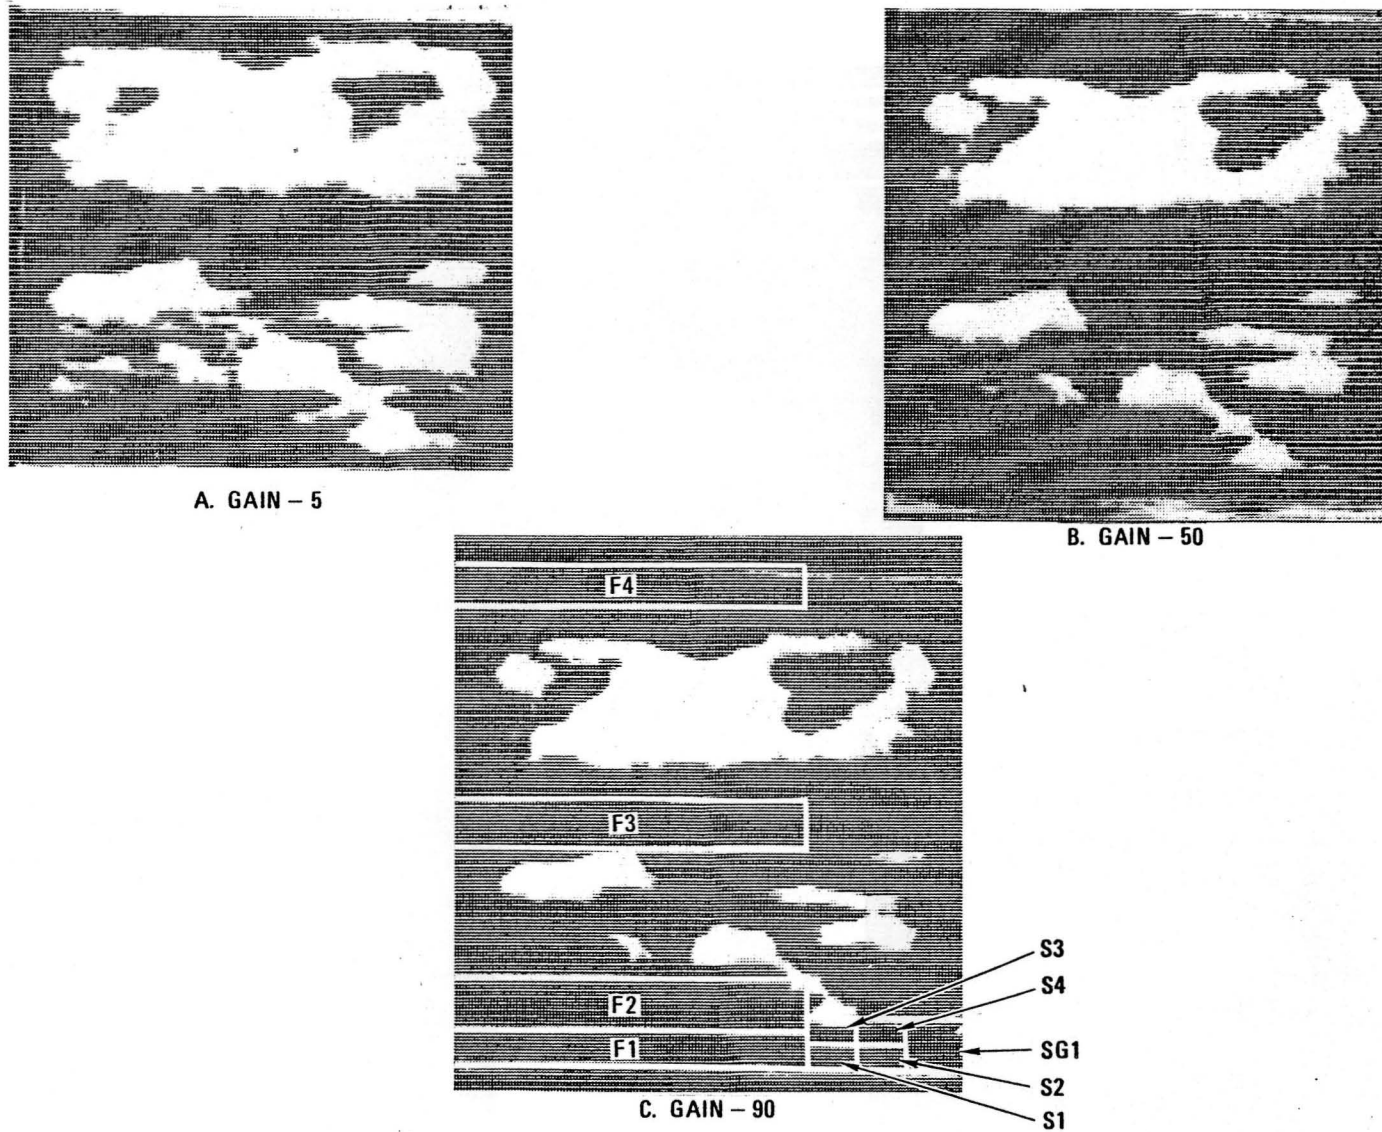 A. GAIN – 5
B. GAIN – 50
F4
F3
F2
F1
S3
S4
SG1
S2
S1
C. GAIN – 90